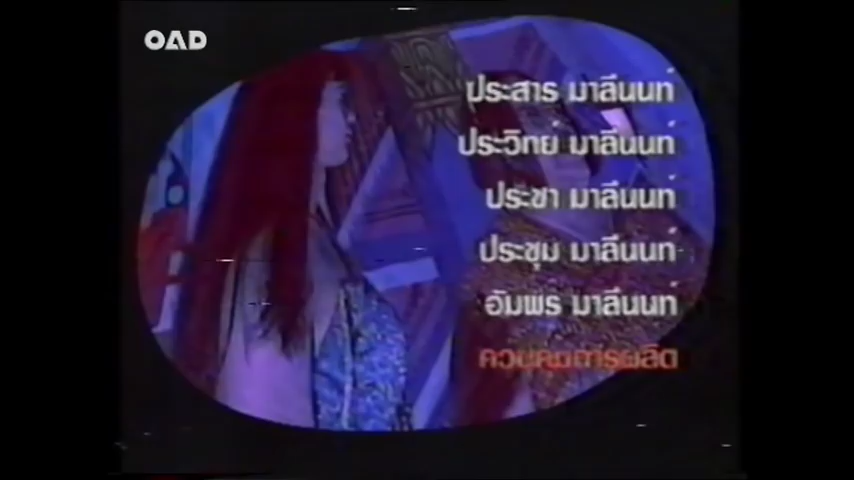 OAD
ประสาร มาลีนนท์
ประวิทย์ มาลีนนท์
ประชา มาลีนนท์
ประชุม มาลีนนท์
อัมพร มาลีนนท์
ควบคุมการผลิต